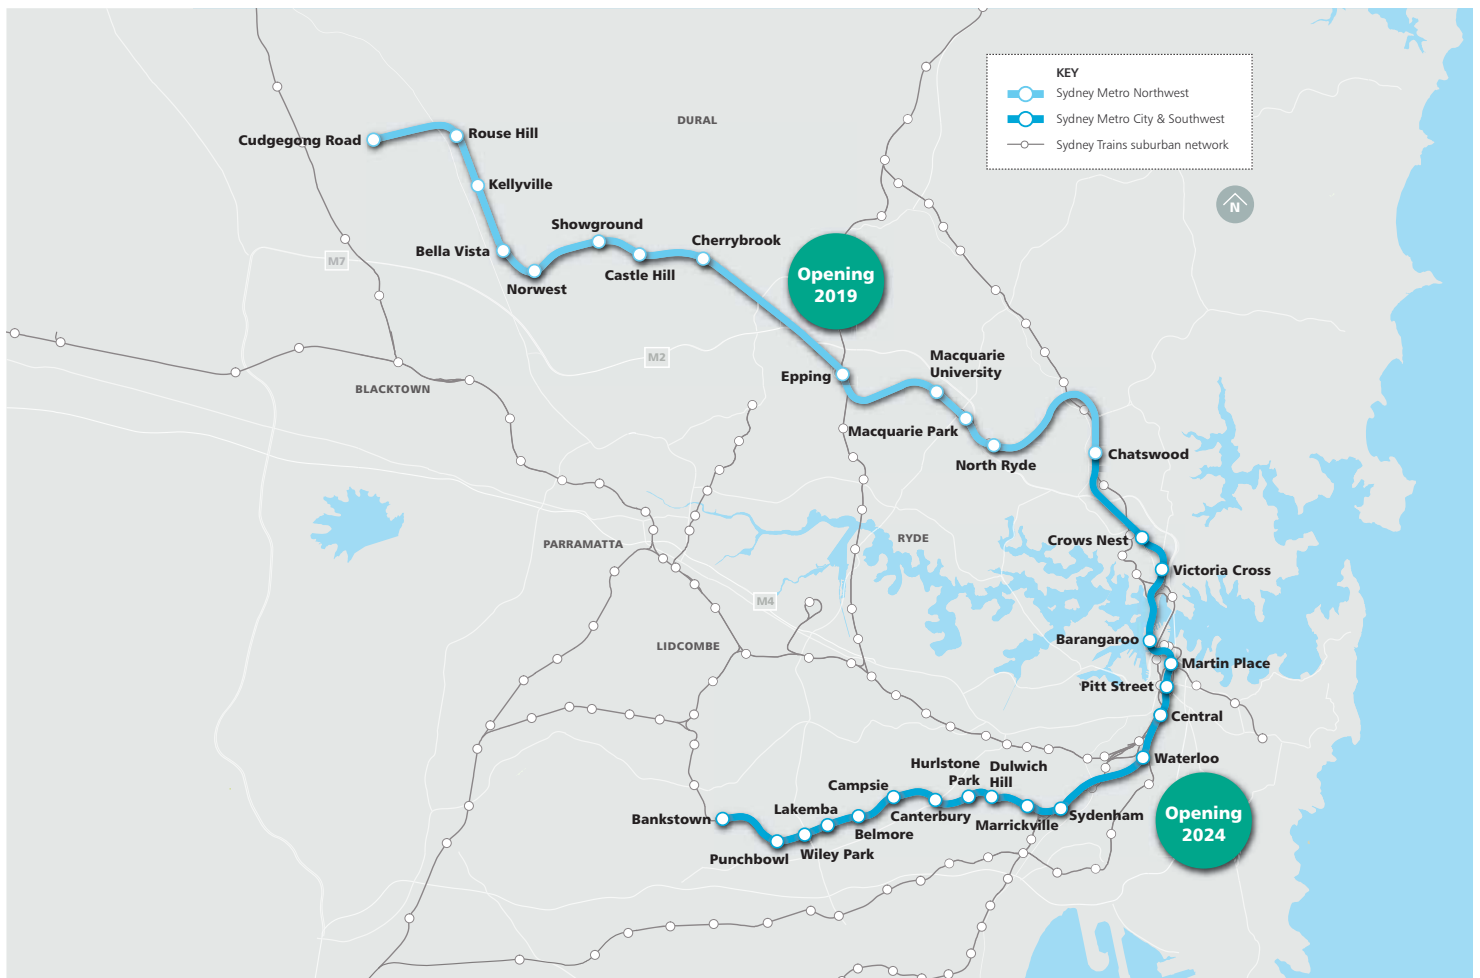 KEY
Sydney Metro Northwest
Sydney Metro City & Southwest
Sydney Trains suburban network
N
DURAL
Cudgegong Road
Rouse Hill
Kellyville
Showground
Bella Vista
Cherrybrook
M7
Castle Hill
Norwest
Opening
2019
M2
Macquarie
University
Epping
BLACKTOWN
Macquarie Park
North Ryde
Chatswood
PARRAMATTA
RYDE
Crows Nest
Victoria Cross
M4
Barangaroo
LIDCOMBE
Martin Place
Pitt Street
Central
Waterloo
Hurlstone
Park
Dulwich
Hill
Campsie
Lakemba
Bankstown
Canterbury
Marrickville
Sydenham
Belmore
Punchbowl
Wiley Park
Opening
2024